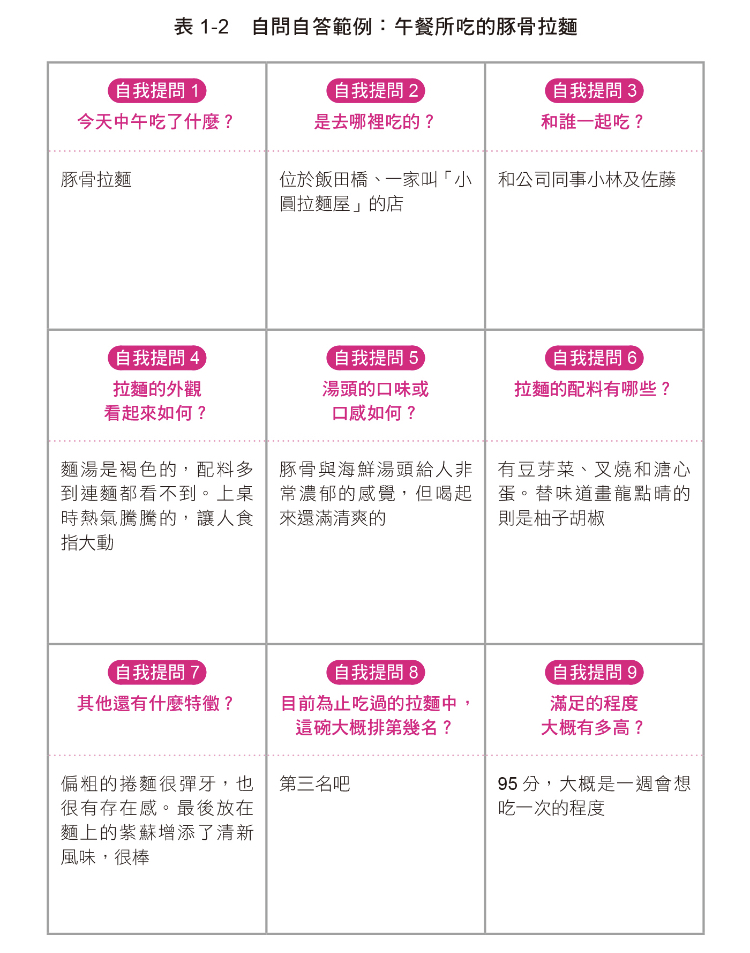 表 1-2　自問自答範例：午餐所吃的豚骨拉麵
自我提問 1
今天中午吃了什麼？
豚骨拉麵
自我提問 2
是去哪裡吃的？
位於飯田橋、一家叫「小
圓拉麵屋」的店
自我提問 3
和誰一起吃？
和公司同事小林及佐藤
自我提問 4
拉麵的外觀
看起來如何？
麵湯是褐色的，配料多
到連麵都看不到。上桌
時熱氣騰騰的，讓人食
指大動
自我提問 5
湯頭的口味或
口感如何？
豚骨與海鮮湯頭給人非
常濃郁的感覺，但喝起
來還滿清爽的
自我提問 6
拉麵的配料有哪些？
有豆芽菜、叉燒和溏心
蛋。替味道畫龍點睛的
則是柚子胡椒
自我提問 7
其他還有什麼特徵？
偏粗的捲麵很彈牙，也
很有存在感。最後放在
麵上的紫蘇增添了清新
風味，很棒
自我提問 8
目前為止吃過的拉麵中，
這碗大概排第幾名？
第三名吧
自我提問 9
滿足的程度
大概有多高？
95 分，大概是一週會想
吃一次的程度